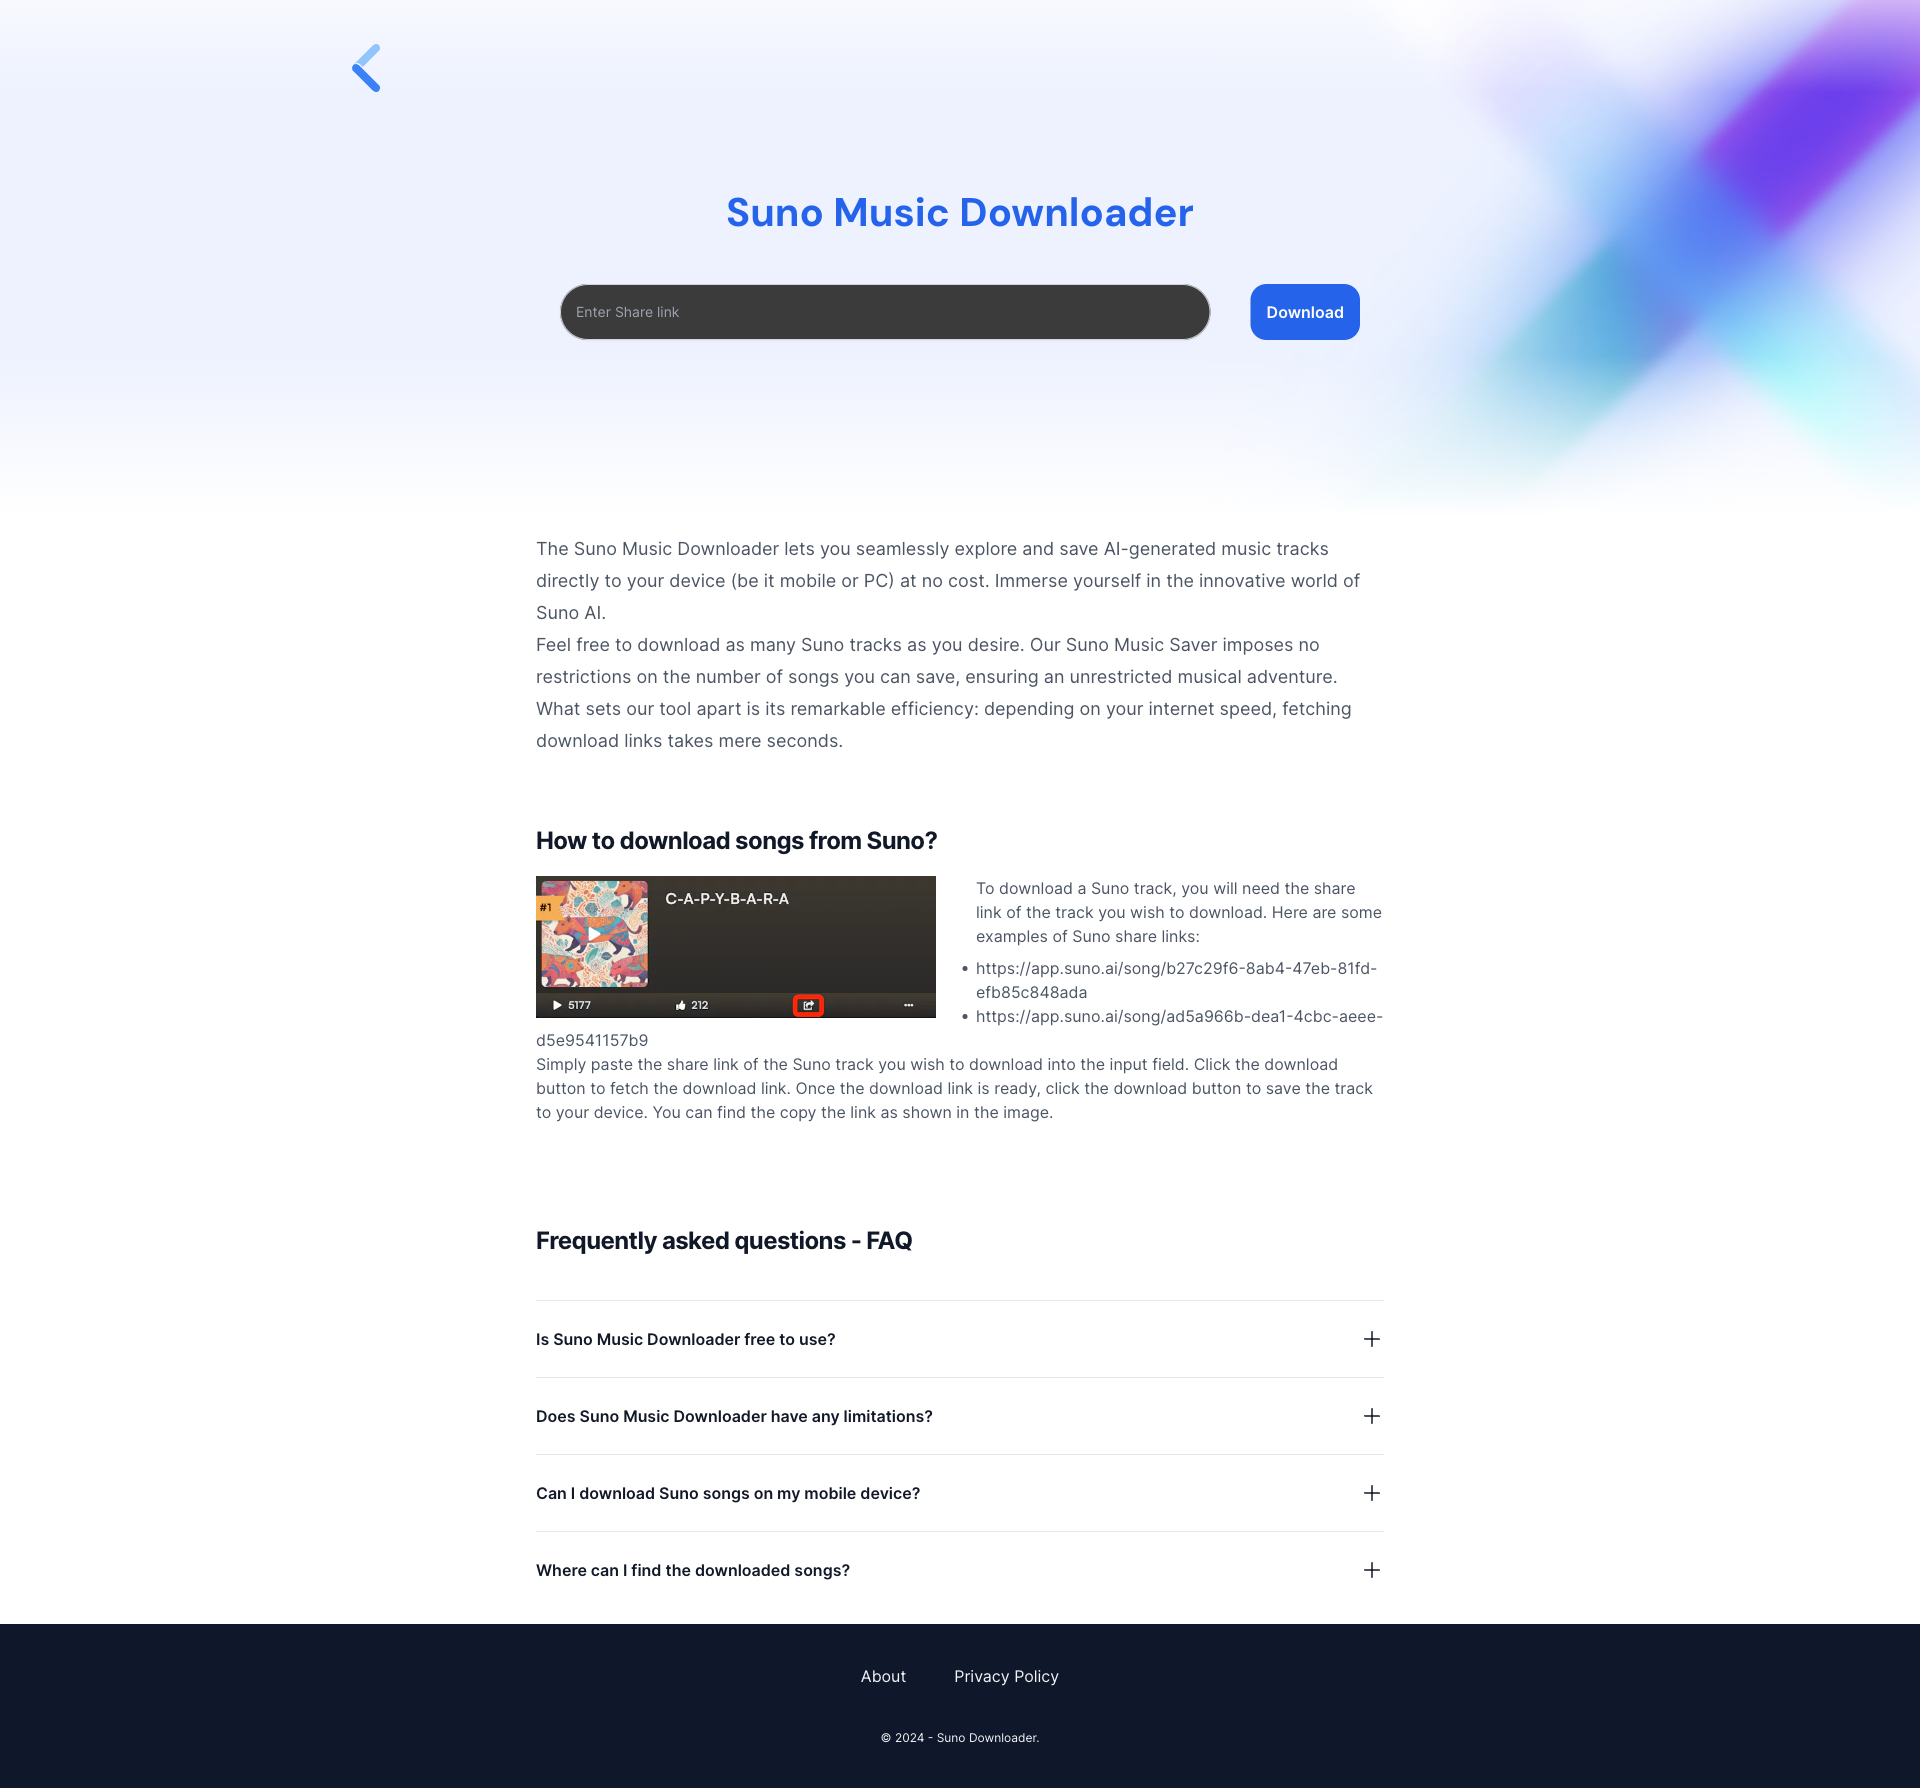 Suno Music Downloader
Enter Share link
Download
The Suno Music Downloader lets you seamlessly explore and save AI-generated music tracks
directly to your device (be it mobile or PC) at no cost. Immerse yourself in the innovative world of
Suno AI.
Feel free to download as many Suno tracks as you desire. Our Suno Music Saver imposes no
restrictions on the number of songs you can save, ensuring an unrestricted musical adventure.
What sets our tool apart is its remarkable efficiency: depending on your internet speed, fetching
download links takes mere seconds.
How to download songs from Suno?
#1
C-A-P-Y-B-A-R-A
5177
212
To download a Suno track, you will need the share
link of the track you wish to download. Here are some
examples of Suno share links:
• https://app.suno.ai/song/b27c29f6-8ab4-47eb-81fd-
efb85c848ada
• https://app.suno.ai/song/ad5a966b-dea1-4cbc-aeee-
d5e9541157b9
Simply paste the share link of the Suno track you wish to download into the input field. Click the download
button to fetch the download link. Once the download link is ready, click the download button to save the track
to your device. You can find the copy the link as shown in the image.
Frequently asked questions - FAQ
Is Suno Music Downloader free to use?
Does Suno Music Downloader have any limitations?
Can I download Suno songs on my mobile device?
Where can I find the downloaded songs?
About
Privacy Policy
© 2024 - Suno Downloader.